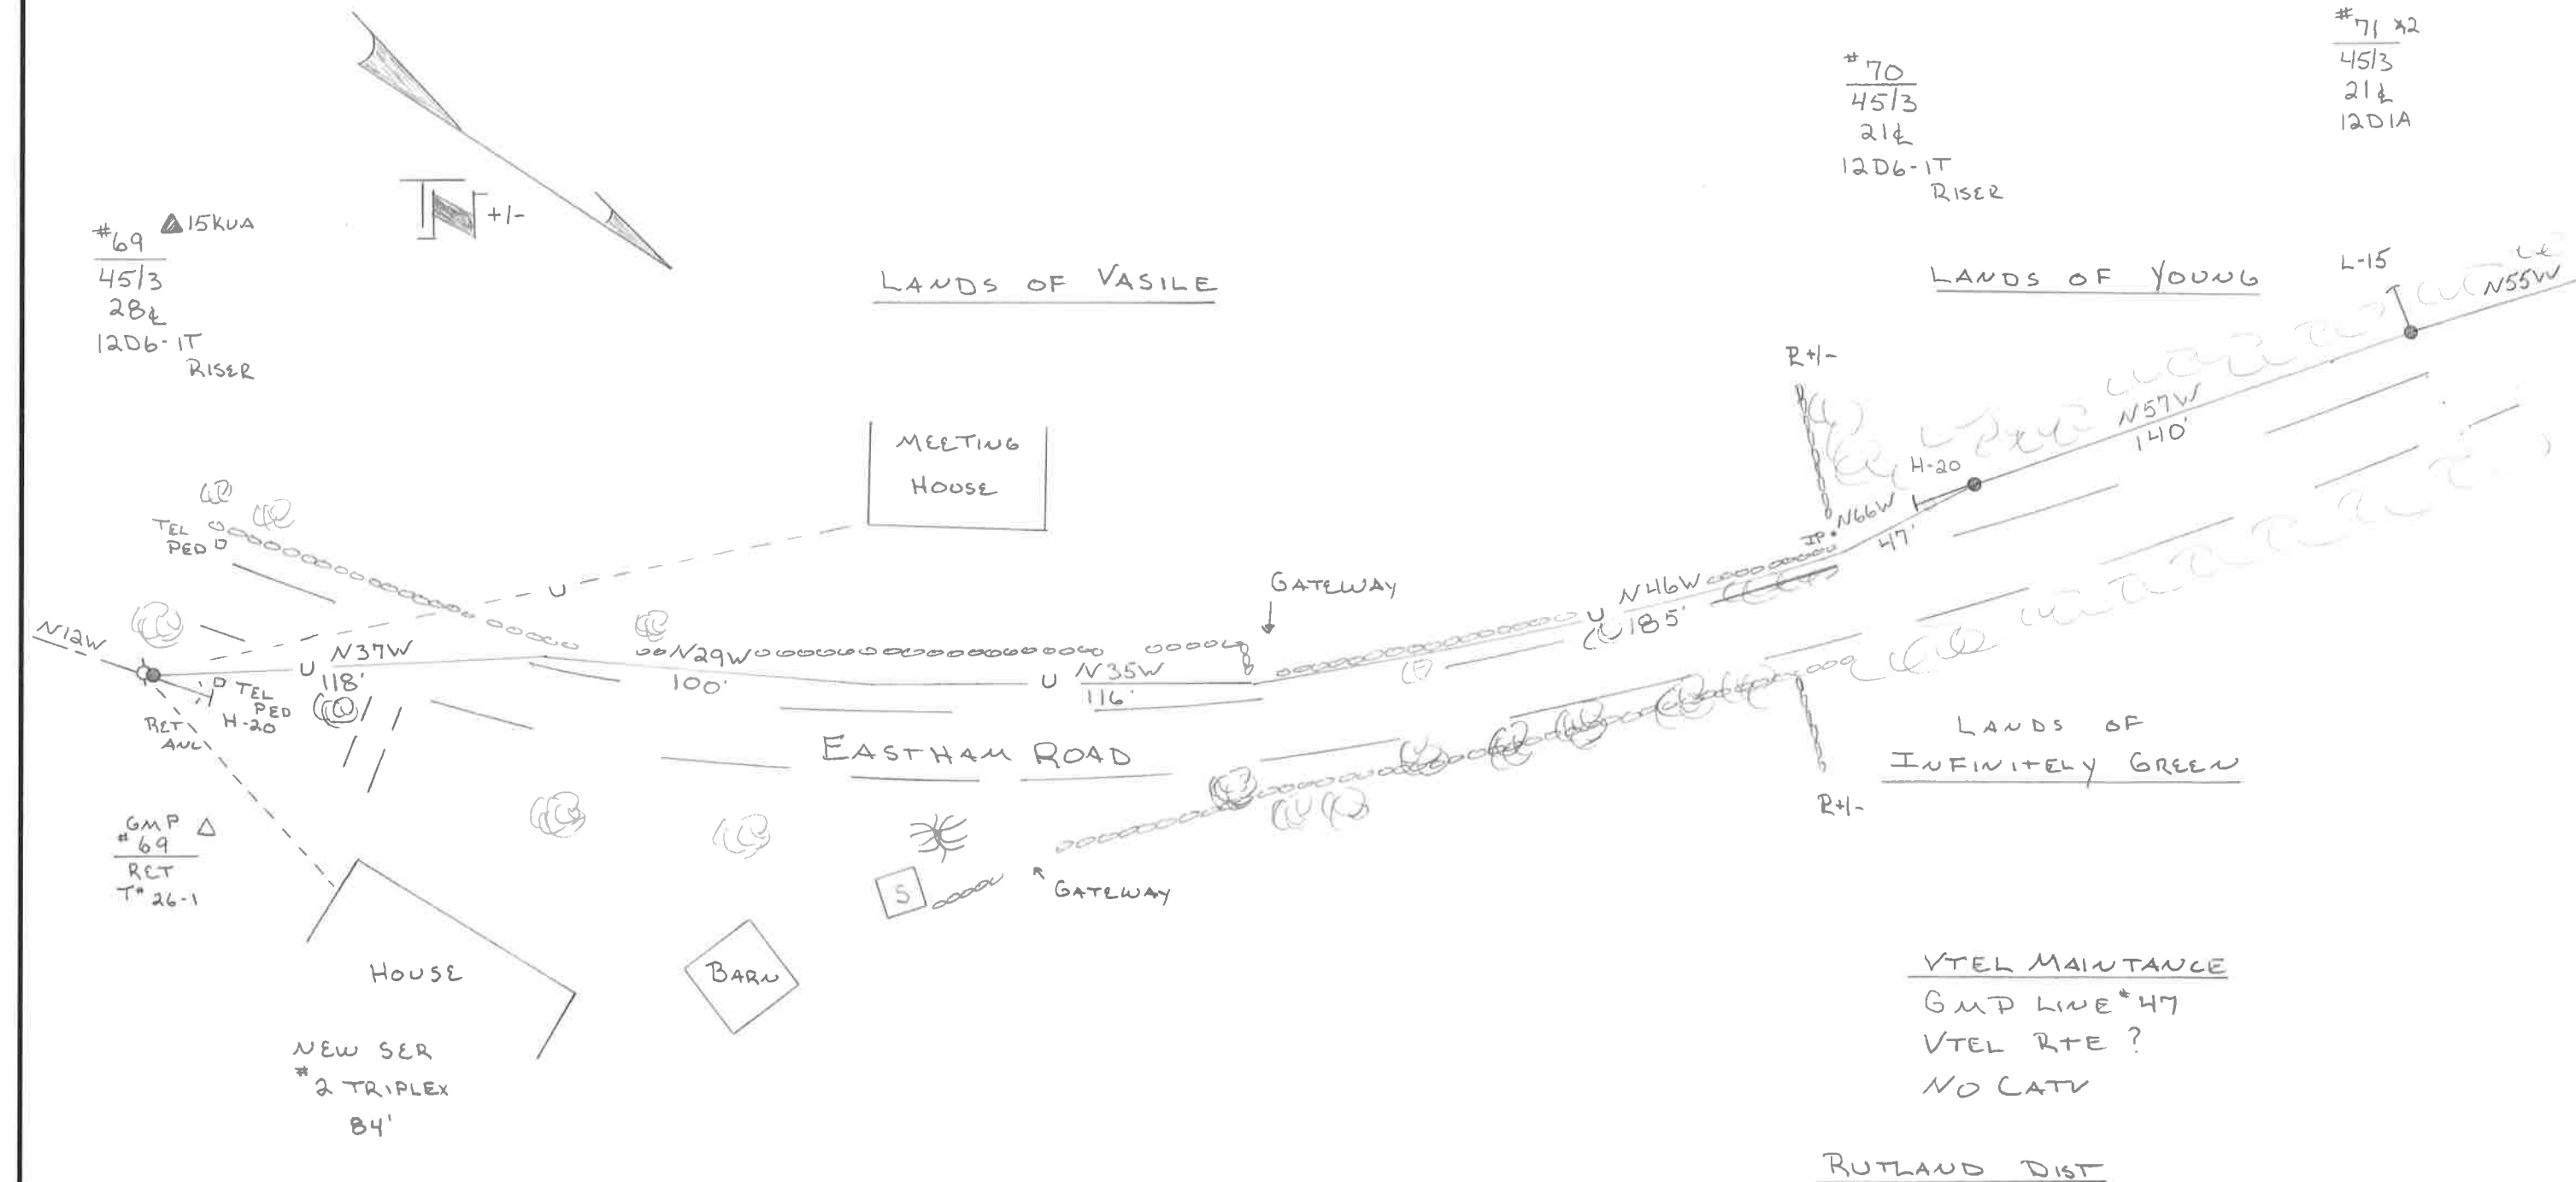 #71 *2
45/3
21℄
12D1A
#70
45/3
21℄
12D6-1T
RISER
#69 ▲15KVA
45/3
28℄
12D6-1T
RISER
N +/-
LANDS OF VASILE
LANDS OF YOUNG
L-15
N55W
R+/-
N57W
140'
H-20
N66W
47'
IP
MEETING
HOUSE
TEL
PED
U
GATEWAY
N46W
185'
U
N12W
N37W
118'
U
N29W
100'
N35W
116'
U
TEL
PED
H-20
RET
ANC
EASTHAM ROAD
LANDS OF
INFINITELY GREEN
R+/-
GMP △
#69
RET
T#26-1
S
GATEWAY
HOUSE
BARN
NEW SER
#2 TRIPLEX
84'
VTEL MAINTANCE
GMP LINE #47
VTEL RTE ?
NO CATV
RUTLAND DIST